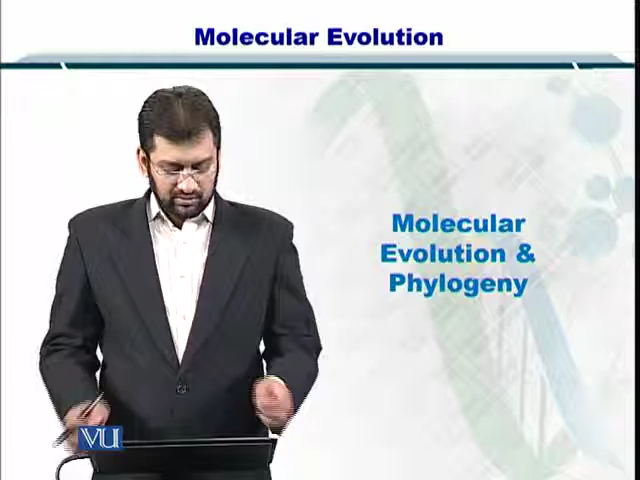 Molecular Evolution
Molecular
Evolution &
Phylogeny
VU